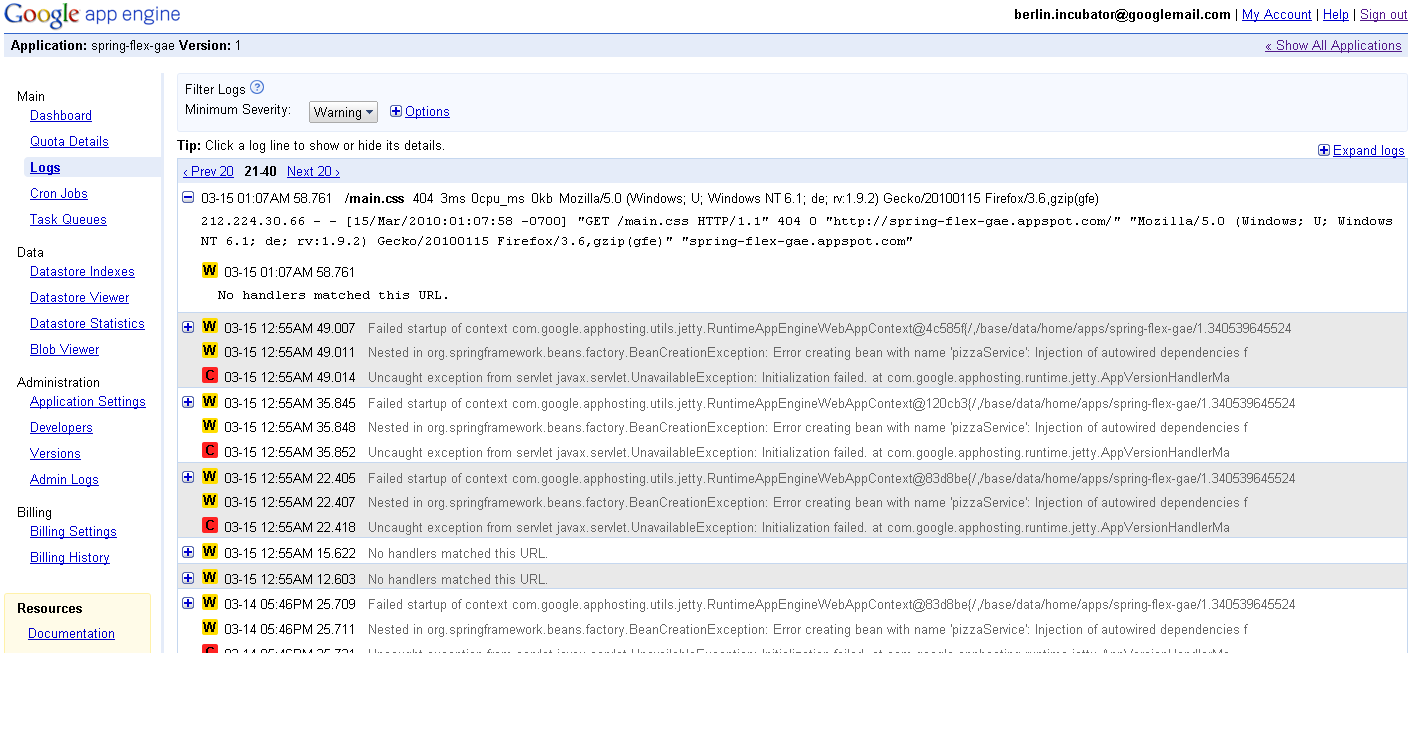 Google app engine
berlin.incubator@googlemail.com | My Account | Help | Sign out
Application: spring-flex-gae Version: 1
« Show All Applications
Main
Dashboard
Quota Details
Logs
Cron Jobs
Task Queues
Data
Datastore Indexes
Datastore Viewer
Datastore Statistics
Blob Viewer
Administration
Application Settings
Developers
Versions
Admin Logs
Billing
Billing Settings
Billing History
Resources
Documentation
Filter Logs ?
Minimum Severity: Warning Options
Tip: Click a log line to show or hide its details.
Expand logs
‹ Prev 20 21-40 Next 20 ›
03-15 01:07AM 58.761 /main.css 404 3ms 0cpu_ms 0kb Mozilla/5.0 (Windows; U; Windows NT 6.1; de; rv:1.9.2) Gecko/20100115 Firefox/3.6,gzip(gfe)
212.224.30.66 - - [15/Mar/2010:01:07:58 -0700] "GET /main.css HTTP/1.1" 404 0 "http://spring-flex-gae.appspot.com/" "Mozilla/5.0 (Windows; U; Windows
NT 6.1; de; rv:1.9.2) Gecko/20100115 Firefox/3.6,gzip(gfe)" "spring-flex-gae.appspot.com"
W 03-15 01:07AM 58.761
No handlers matched this URL.
W 03-15 12:55AM 49.007 Failed startup of context com.google.apphosting.utils.jetty.RuntimeAppEngineWebAppContext@4c585f{/,/base/data/home/apps/spring-flex-gae/1.340539645524
W 03-15 12:55AM 49.011 Nested in org.springframework.beans.factory.BeanCreationException: Error creating bean with name 'pizzaService': Injection of autowired dependencies f
C 03-15 12:55AM 49.014 Uncaught exception from servlet javax.servlet.UnavailableException: Initialization failed. at com.google.apphosting.runtime.jetty.AppVersionHandlerMa
W 03-15 12:55AM 35.845 Failed startup of context com.google.apphosting.utils.jetty.RuntimeAppEngineWebAppContext@120cb3{/,/base/data/home/apps/spring-flex-gae/1.340539645524
W 03-15 12:55AM 35.848 Nested in org.springframework.beans.factory.BeanCreationException: Error creating bean with name 'pizzaService': Injection of autowired dependencies f
C 03-15 12:55AM 35.852 Uncaught exception from servlet javax.servlet.UnavailableException: Initialization failed. at com.google.apphosting.runtime.jetty.AppVersionHandlerMa
W 03-15 12:55AM 22.405 Failed startup of context com.google.apphosting.utils.jetty.RuntimeAppEngineWebAppContext@83d8be{/,/base/data/home/apps/spring-flex-gae/1.340539645524
W 03-15 12:55AM 22.407 Nested in org.springframework.beans.factory.BeanCreationException: Error creating bean with name 'pizzaService': Injection of autowired dependencies f
C 03-15 12:55AM 22.418 Uncaught exception from servlet javax.servlet.UnavailableException: Initialization failed. at com.google.apphosting.runtime.jetty.AppVersionHandlerMa
W 03-15 12:55AM 15.622 No handlers matched this URL.
W 03-15 12:55AM 12.603 No handlers matched this URL.
W 03-14 05:46PM 25.709 Failed startup of context com.google.apphosting.utils.jetty.RuntimeAppEngineWebAppContext@83d8be{/,/base/data/home/apps/spring-flex-gae/1.340539645524
W 03-14 05:46PM 25.711 Nested in org.springframework.beans.factory.BeanCreationException: Error creating bean with name 'pizzaService': Injection of autowired dependencies f